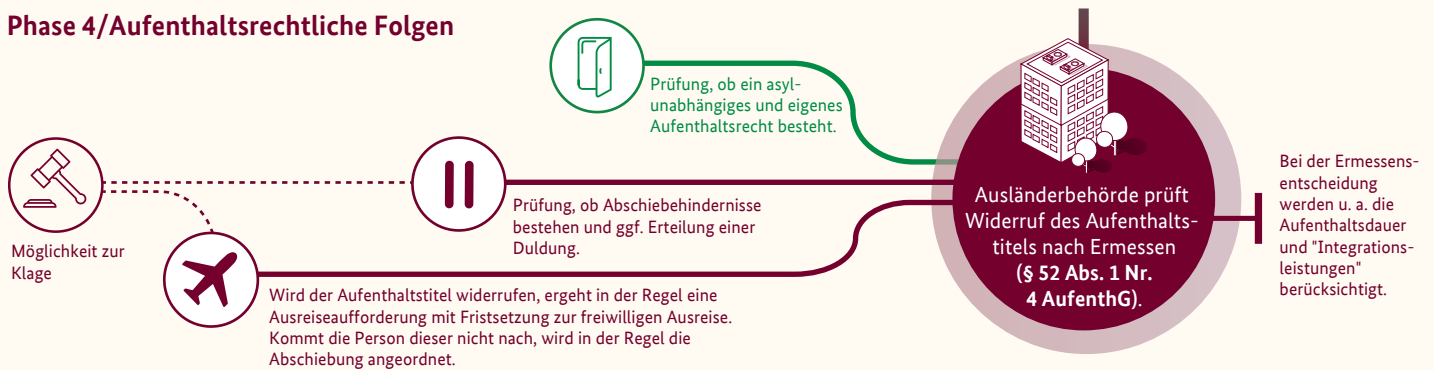 Phase 4/Aufenthaltsrechtliche Folgen
Prüfung, ob ein asyl-
unabhängiges und eigenes
Aufenthaltsrecht besteht.
Möglichkeit zur
Klage
Prüfung, ob Abschiebehindernisse
bestehen und ggf. Erteilung einer
Duldung.
Wird der Aufenthaltstitel widerrufen, ergeht in der Regel eine
Ausreiseaufforderung mit Fristsetzung zur freiwilligen Ausreise.
Kommt die Person dieser nicht nach, wird in der Regel die
Abschiebung angeordnet.
Ausländerbehörde prüft
Widerruf des Aufenthalts-
titels nach Ermessen
(§ 52 Abs. 1 Nr.
4 AufenthG).
Bei der Ermessens-
entscheidung
werden u. a. die
Aufenthaltsdauer
und "Integrations-
leistungen"
berücksichtigt.